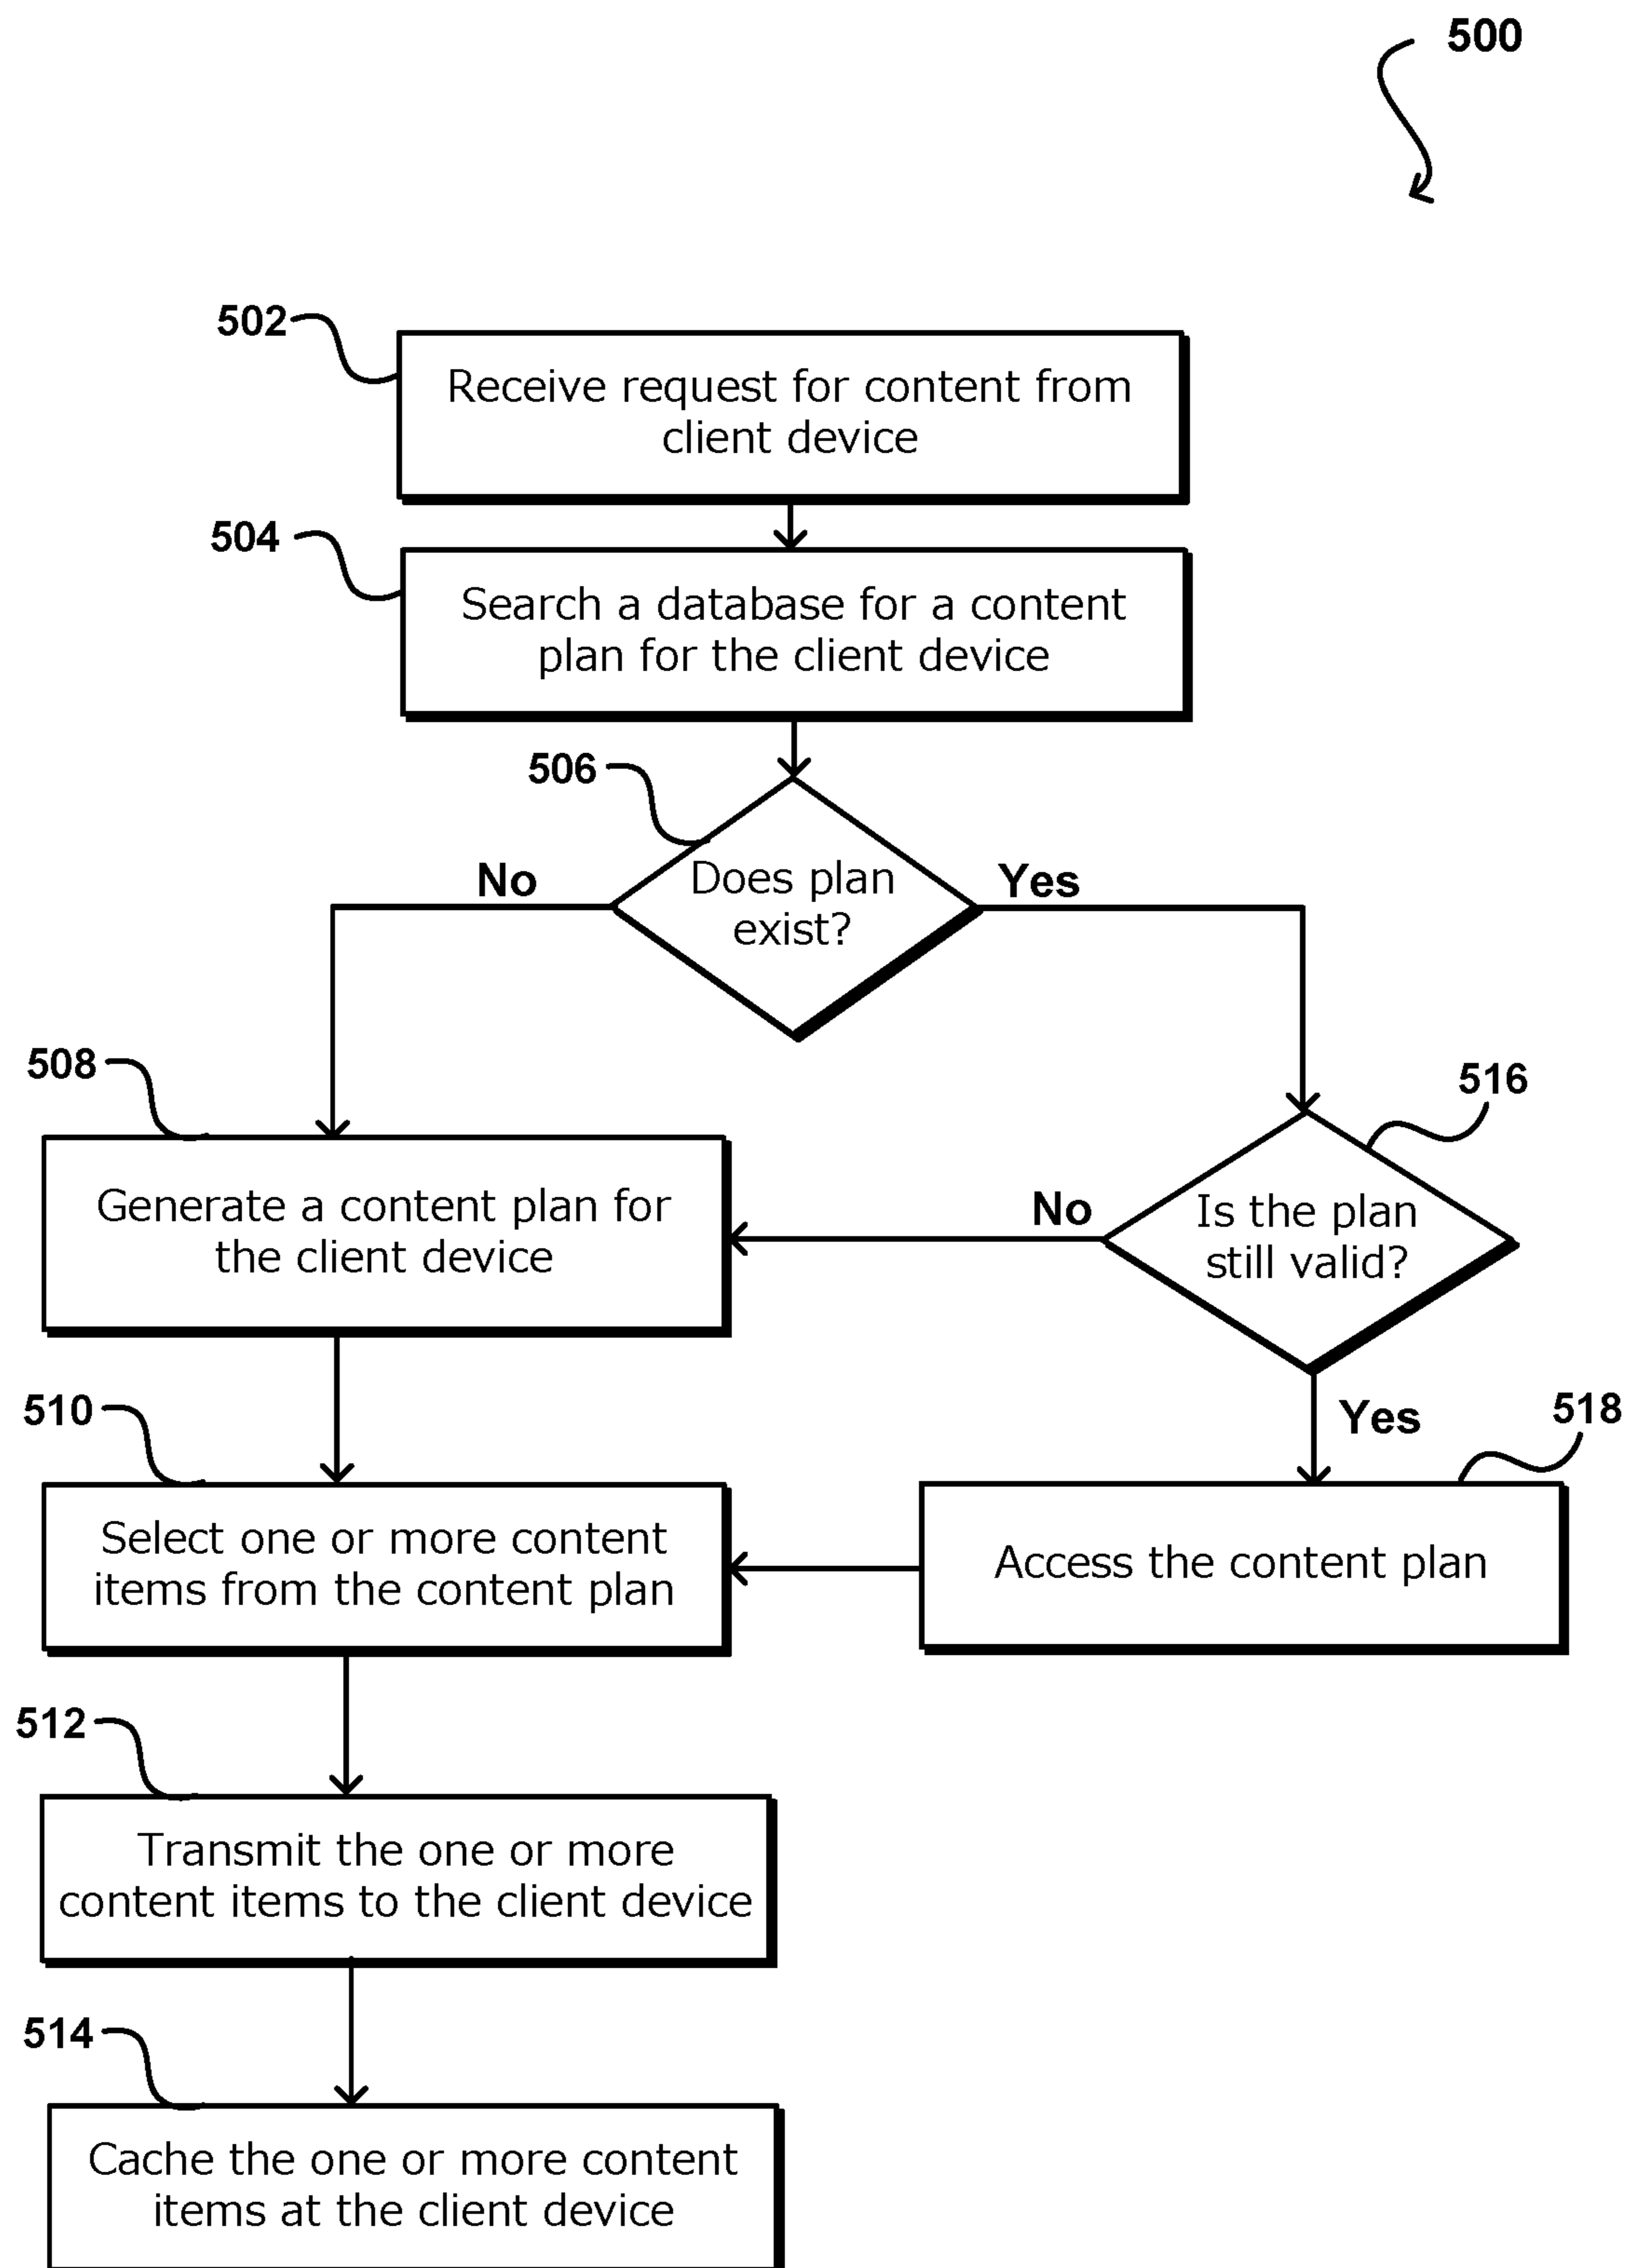 500
502
Receive request for content from
client device
504
Search a database for a content
plan for the client device
506
Does plan
exist?
No
Yes
508
Generate a content plan for
the client device
516
Is the plan
still valid?
No
Yes
510
Select one or more content
items from the content plan
518
Access the content plan
512
Transmit the one or more
content items to the client device
514
Cache the one or more content
items at the client device